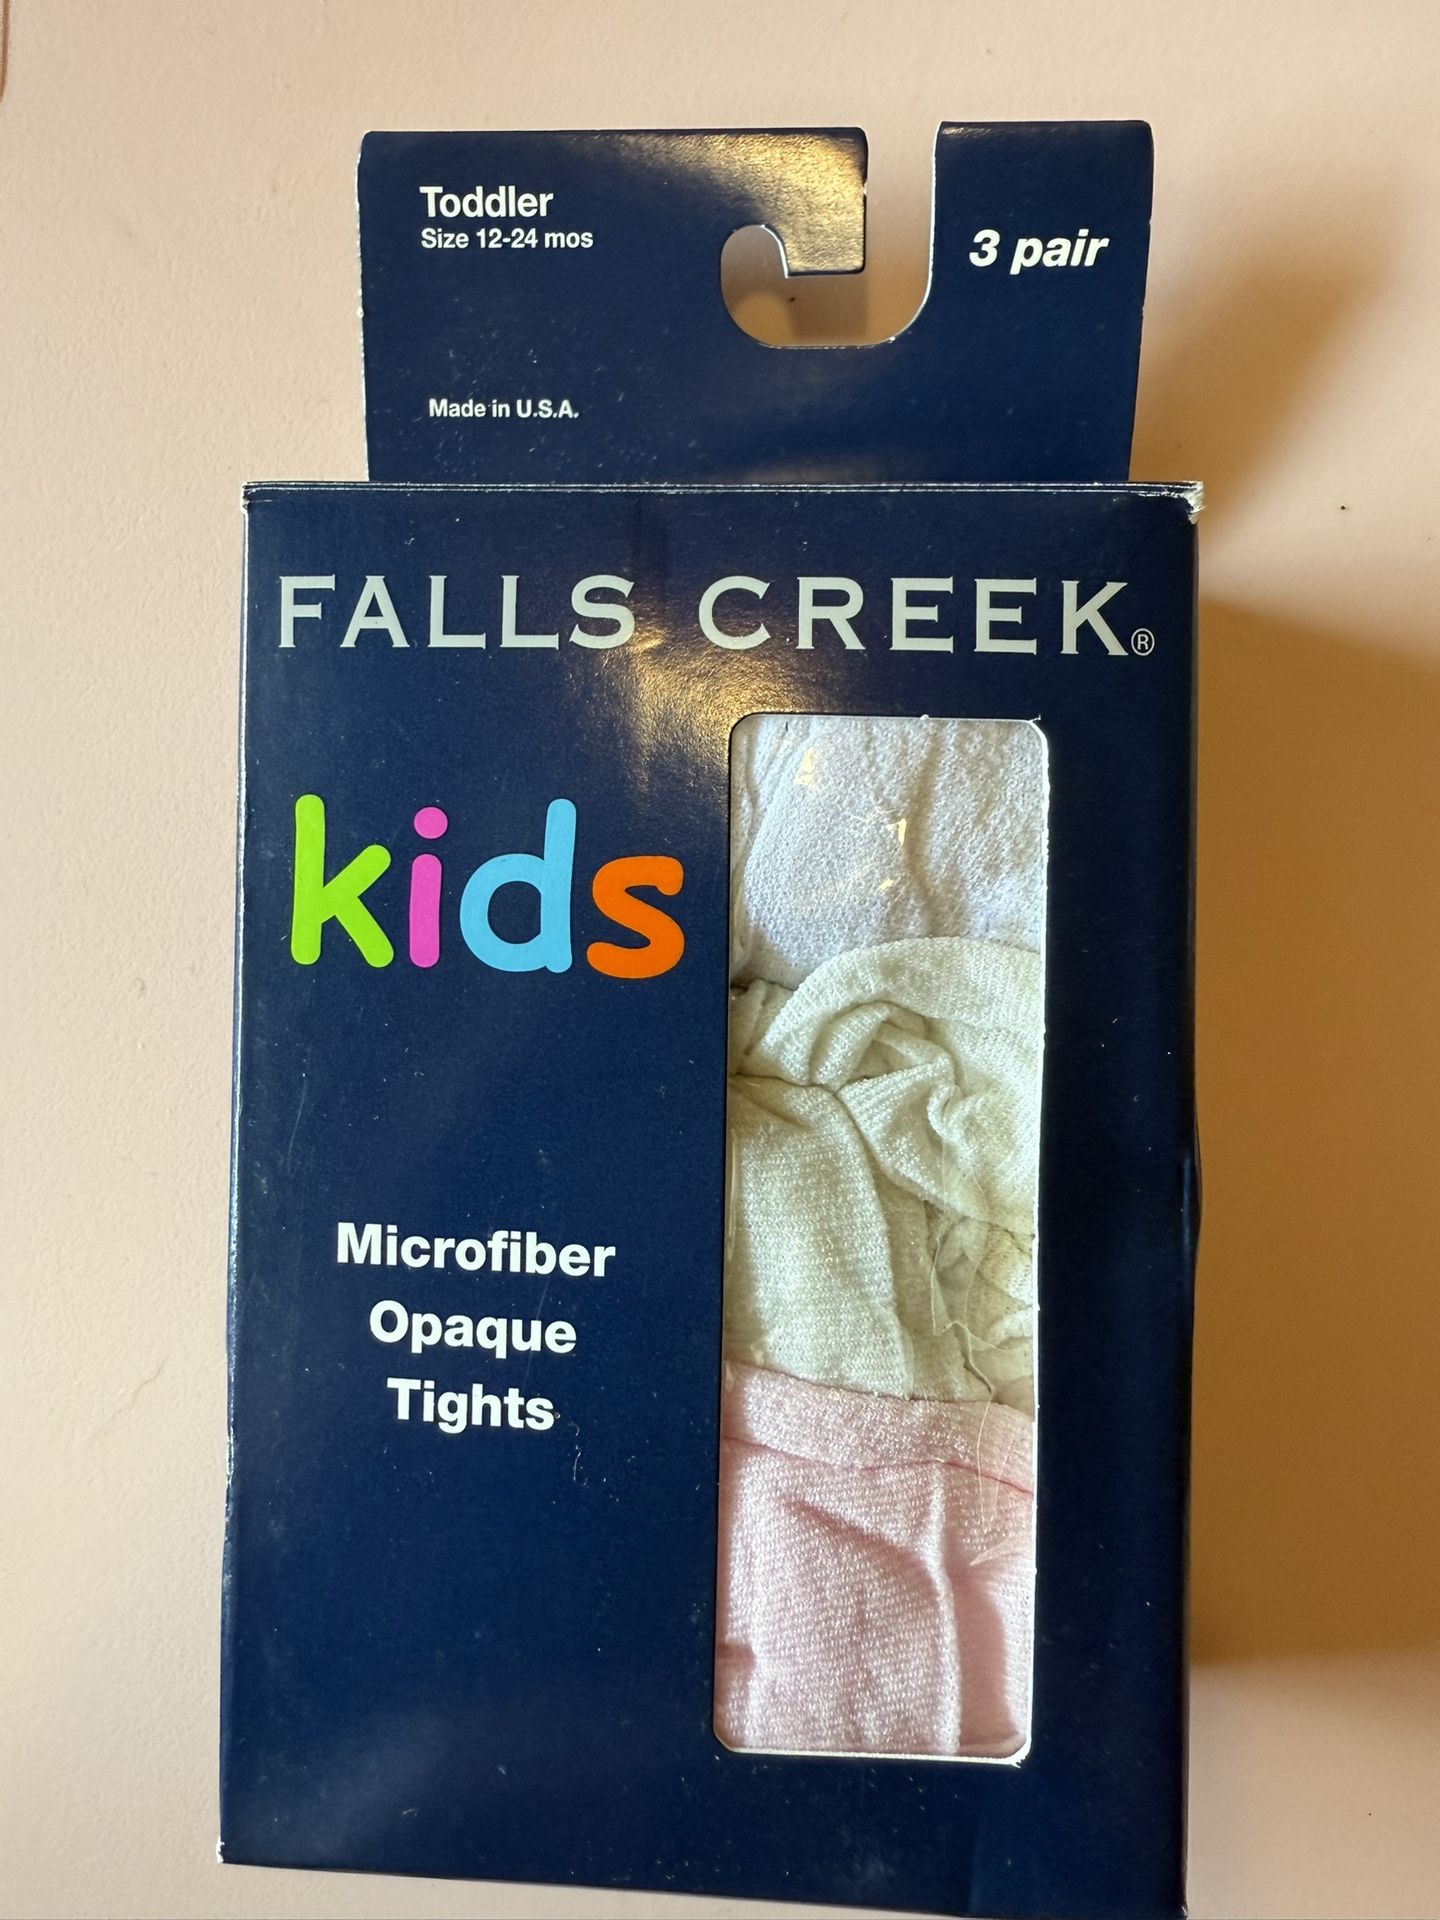 Toddler
Size 12-24 mos
3 pair
Made in U.S.A.
FALLS CREEK®
kids
Microfiber
Opaque
Tights